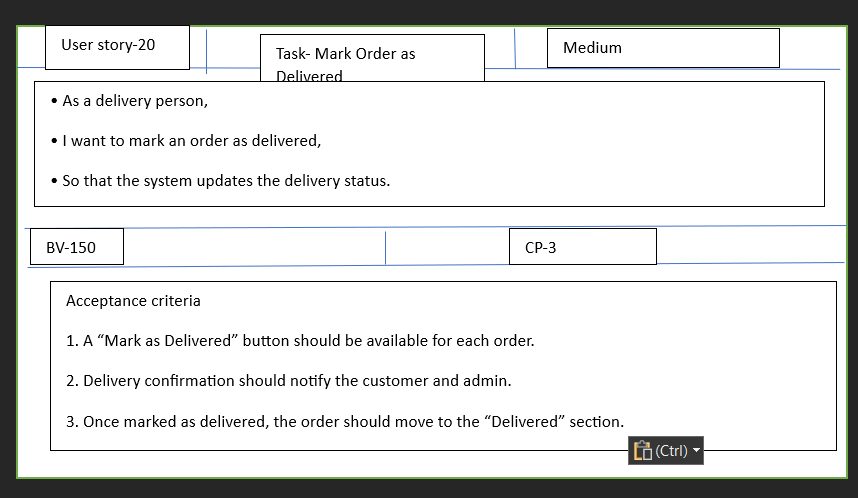 User story-20
Task- Mark Order as
Delivered
Medium
• As a delivery person,
• I want to mark an order as delivered,
• So that the system updates the delivery status.
BV-150
CP-3
Acceptance criteria
1. A “Mark as Delivered” button should be available for each order.
2. Delivery confirmation should notify the customer and admin.
3. Once marked as delivered, the order should move to the “Delivered” section.
(Ctrl)